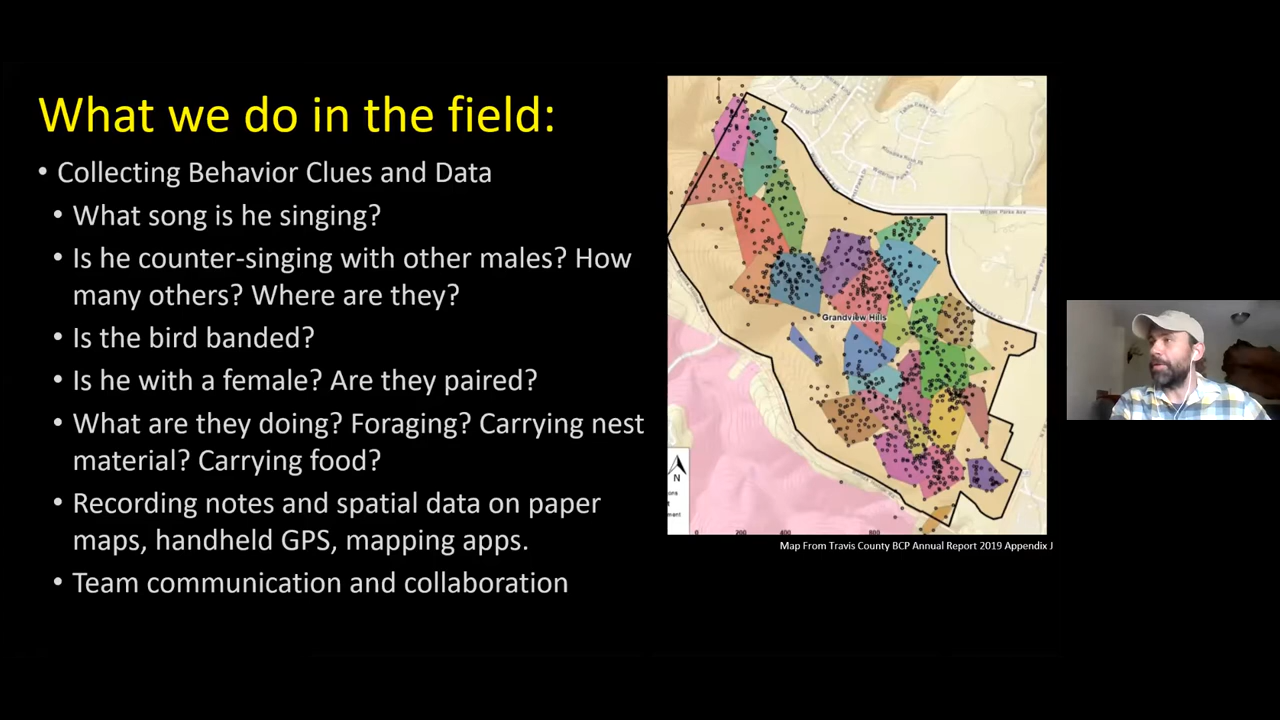 What we do in the field:
• Collecting Behavior Clues and Data
• What song is he singing?
• Is he counter-singing with other males? How
many others? Where are they?
• Is the bird banded?
• Is he with a female? Are they paired?
• What are they doing? Foraging? Carrying nest
material? Carrying food?
• Recording notes and spatial data on paper
maps, handheld GPS, mapping apps.
• Team communication and collaboration
Grandview Hills
N
0 200 400 800
Map From Travis County BCP Annual Report 2019 Appendix J